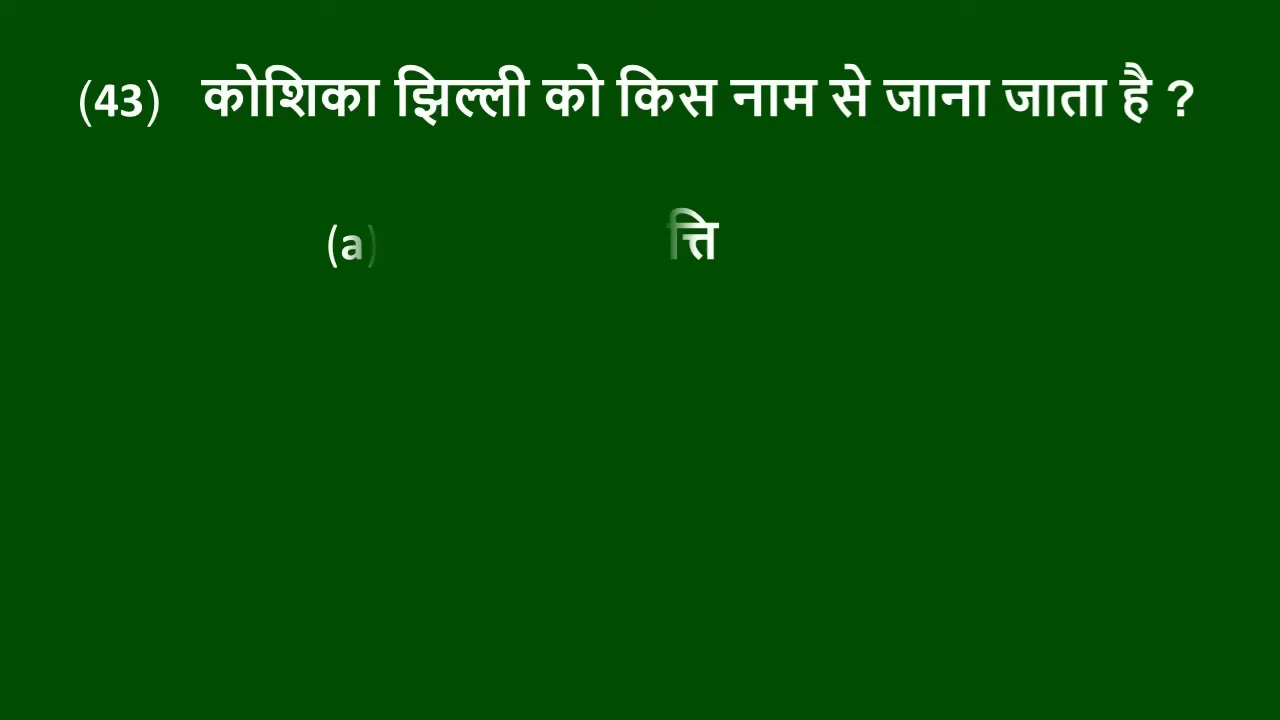 (43) कोशिका झिल्ली को किस नाम से जाना जाता है ?
(a) त्ति